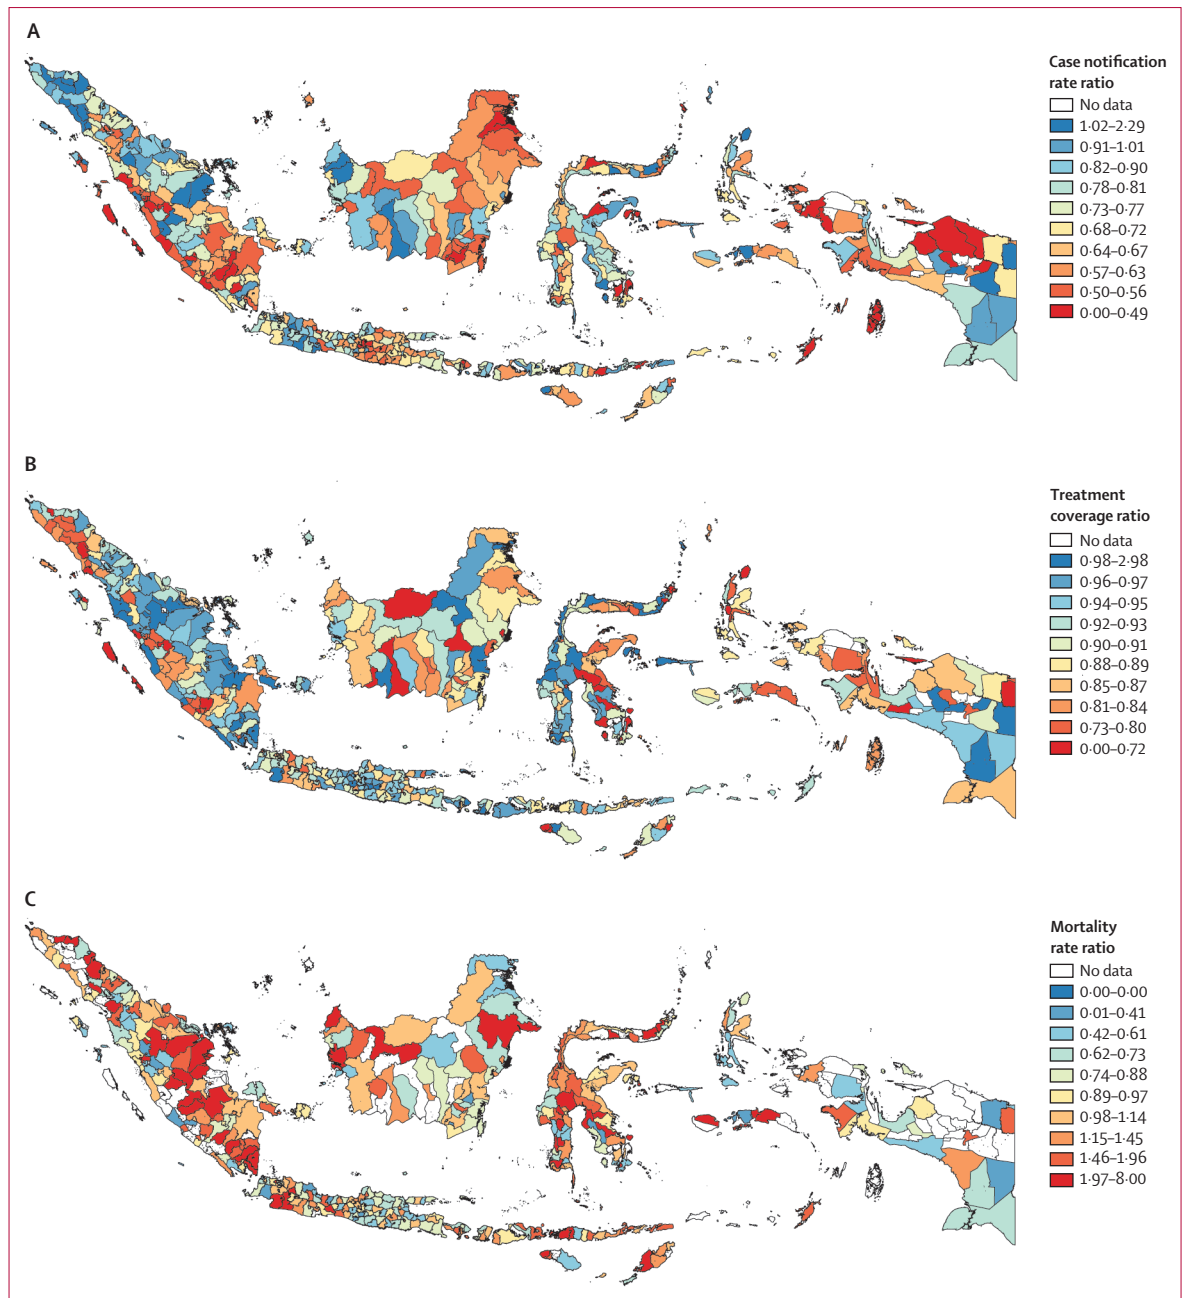 A
Case notification
rate ratio
No data
1·02–2·29
0·91–1·01
0·82–0·90
0·78–0·81
0·73–0·77
0·68–0·72
0·64–0·67
0·57–0·63
0·50–0·56
0·00–0·49
B
Treatment
coverage ratio
No data
0·98–2·98
0·96–0·97
0·94–0·95
0·92–0·93
0·90–0·91
0·88–0·89
0·85–0·87
0·81–0·84
0·73–0·80
0·00–0·72
C
Mortality
rate ratio
No data
0·00–0·00
0·01–0·41
0·42–0·61
0·62–0·73
0·74–0·88
0·89–0·97
0·98–1·14
1·15–1·45
1·46–1·96
1·97–8·00